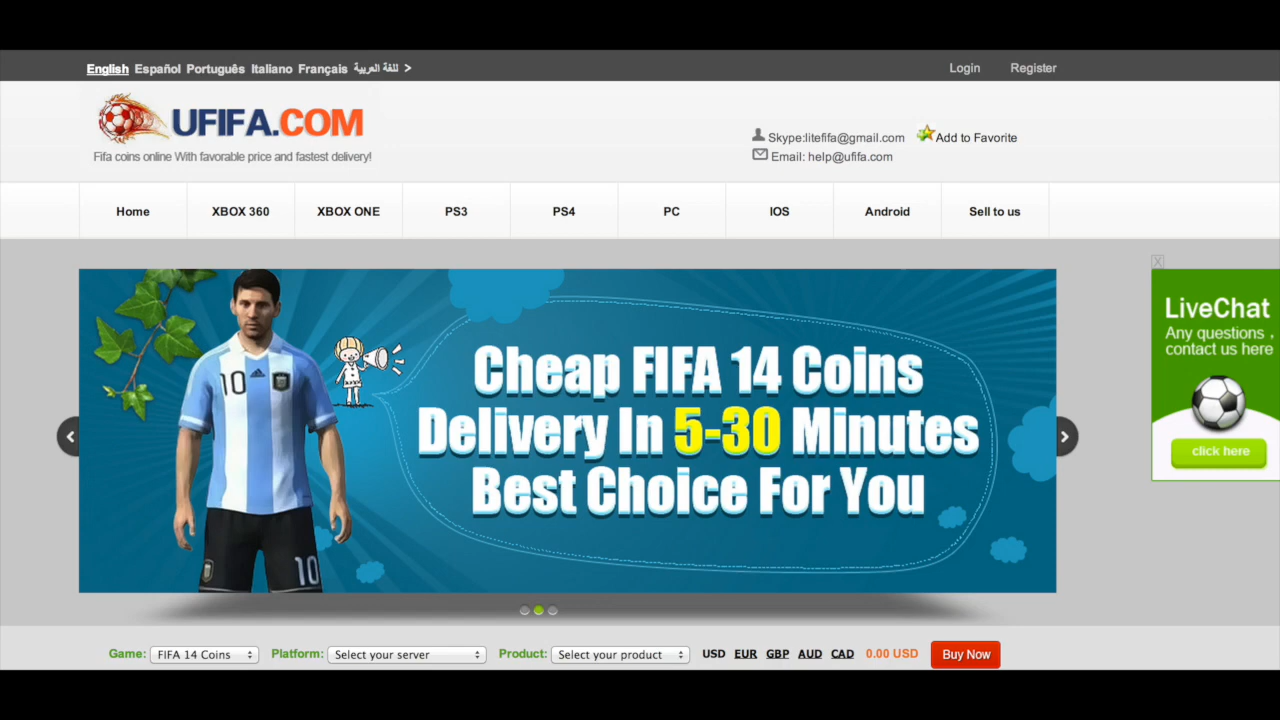 English Español Português Italiano Français للغة العربية >
Login Register
UFIFA.COM
Fifa coins online With favorable price and fastest delivery!
Skype:litefifa@gmail.com Add to Favorite
Email: help@ufifa.com
Home XBOX 360 XBOX ONE PS3 PS4 PC IOS Android Sell to us
X
10
10
Cheap FIFA 14 Coins
Delivery In 5-30 Minutes
Best Choice For You
LiveChat
Any questions ,
contact us here
click here
Game: FIFA 14 Coins Platform: Select your server Product: Select your product USD EUR GBP AUD CAD 0.00 USD Buy Now